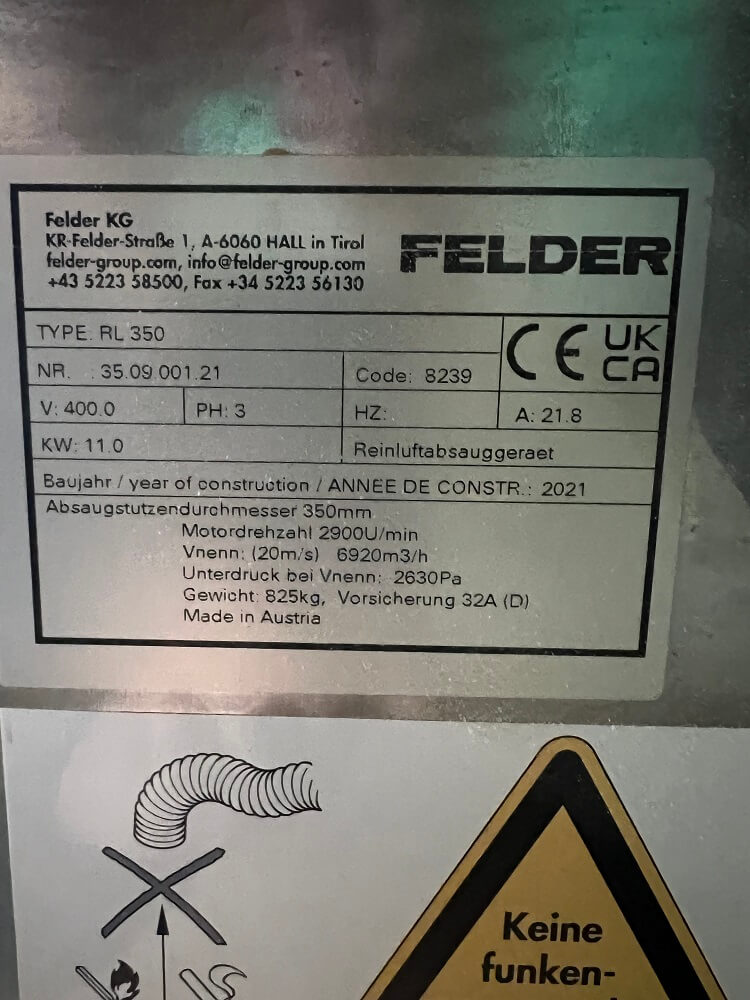 Felder KG
KR-Felder-Straße 1, A-6060 HALL in Tirol
felder-group.com, info@felder-group.com
+43 5223 58500, Fax +34 5223 56130
FELDER
TYPE: RL 350
NR. : 35.09.001.21
Code: 8239
CE UK
CA
V: 400.0
PH: 3
HZ:
A: 21.8
KW: 11.0
Reinluftabsauggeraet
Baujahr / year of construction / ANNEE DE CONSTR.: 2021
Absaugstutzendurchmesser 350mm
Motordrehzahl 2900U/min
Vnenn: (20m/s) 6920m3/h
Unterdruck bei Vnenn: 2630Pa
Gewicht: 825kg, Vorsicherung 32A (D)
Made in Austria
Keine
funken-